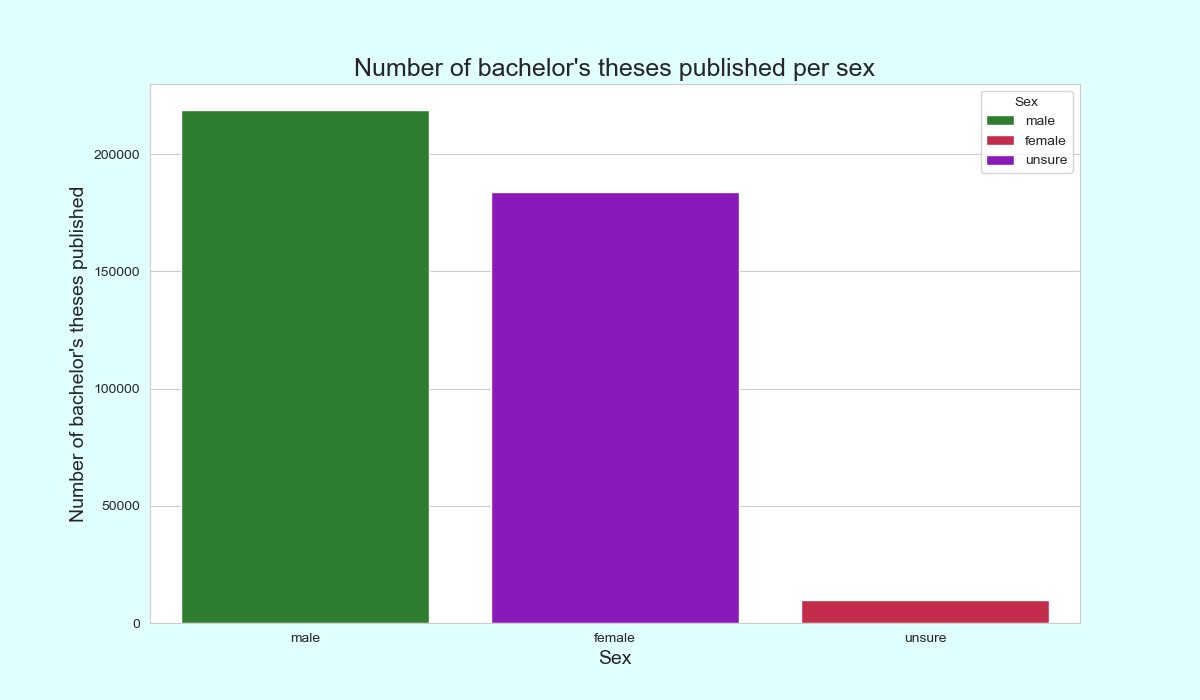 Number of bachelor's theses published per sex
Sex
male
female
unsure
Number of bachelor's theses published
200000
150000
100000
50000
0
male
female
unsure
Sex